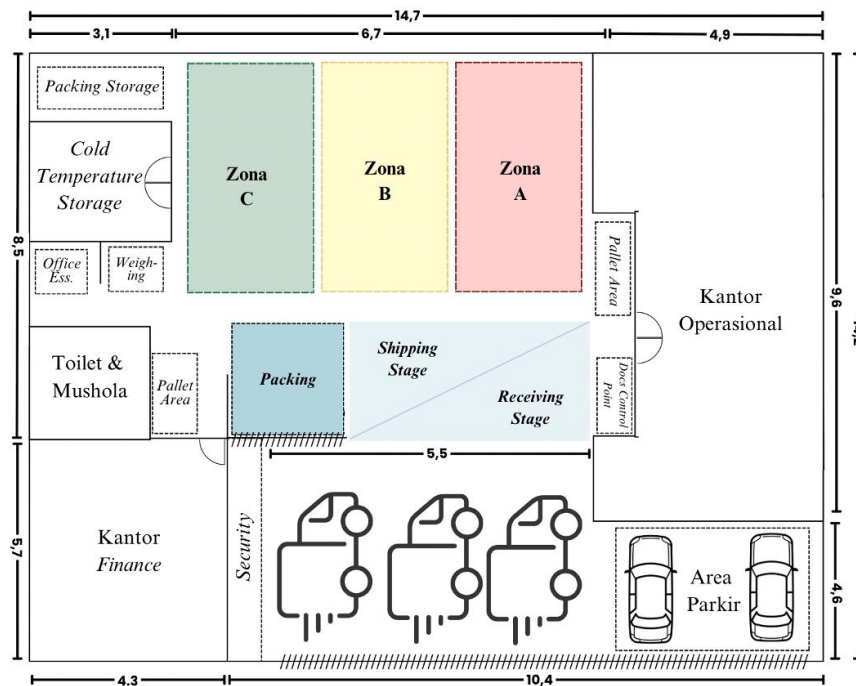 14,7
3,1
6,7
4,9
Packing Storage
Cold
Temperature
Storage
Zona
C
Zona
B
Zona
A
8,5
Office
Ess.
Weigh-
ing
Pallet Area
Kantor
Operasional
9,6
Toilet &
Mushola
Pallet
Area
Packing
Shipping
Stage
Receiving
Stage
Docs Control
Point
5,5
5,7
Kantor
Finance
Security
Area
Parkir
4,6
4.3
10,4